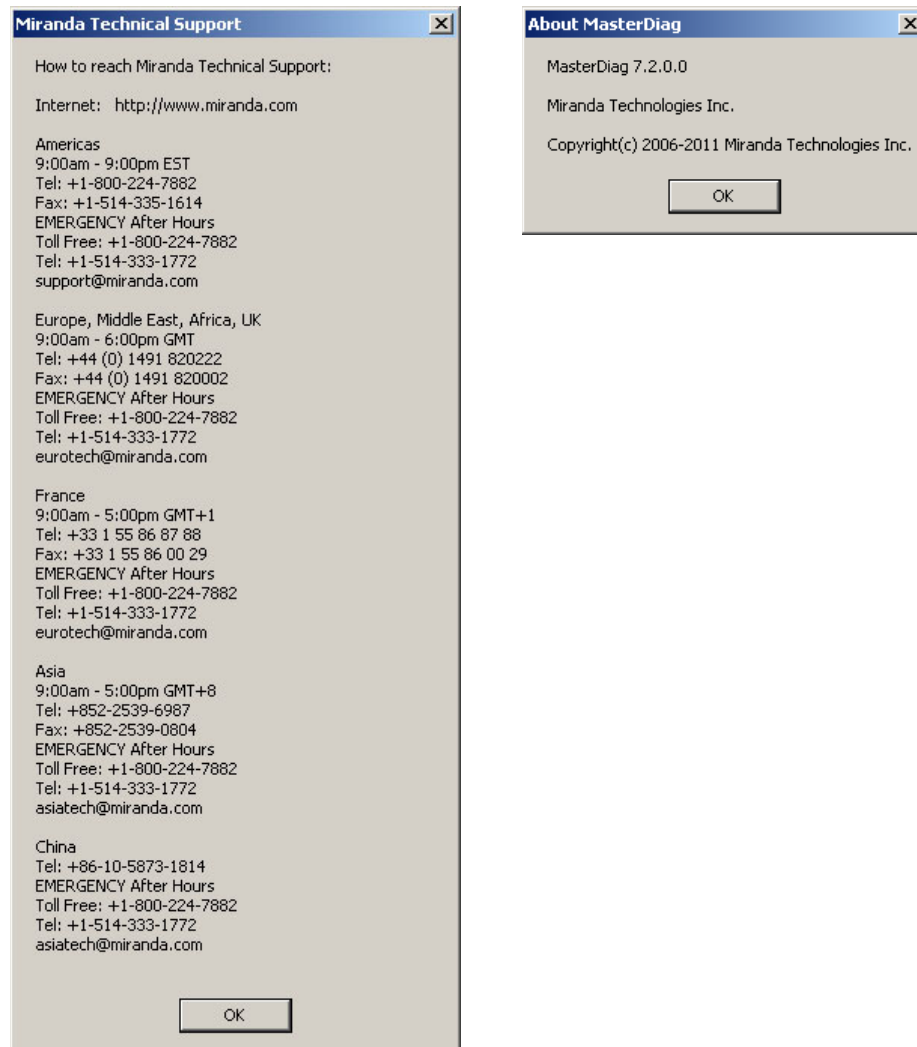 Miranda Technical Support
How to reach Miranda Technical Support:
Internet: http://www.miranda.com
Americas
9:00am - 9:00pm EST
Tel: +1-800-224-7882
Fax: +1-514-335-1614
EMERGENCY After Hours
Toll Free: +1-800-224-7882
Tel: +1-514-333-1772
support@miranda.com
Europe, Middle East, Africa, UK
9:00am - 6:00pm GMT
Tel: +44 (0) 1491 820222
Fax: +44 (0) 1491 820002
EMERGENCY After Hours
Toll Free: +1-800-224-7882
Tel: +1-514-333-1772
eurotech@miranda.com
France
9:00am - 5:00pm GMT+1
Tel: +33 1 55 86 87 88
Fax: +33 1 55 86 00 29
EMERGENCY After Hours
Toll Free: +1-800-224-7882
Tel: +1-514-333-1772
eurotech@miranda.com
Asia
9:00am - 5:00pm GMT+8
Tel: +852-2539-6987
Fax: +852-2539-0804
EMERGENCY After Hours
Toll Free: +1-800-224-7882
Tel: +1-514-333-1772
asiatech@miranda.com
China
Tel: +86-10-5873-1814
EMERGENCY After Hours
Toll Free: +1-800-224-7882
Tel: +1-514-333-1772
asiatech@miranda.com
OK
About MasterDiag
MasterDiag 7.2.0.0
Miranda Technologies Inc.
Copyright(c) 2006-2011 Miranda Technologies Inc.
OK